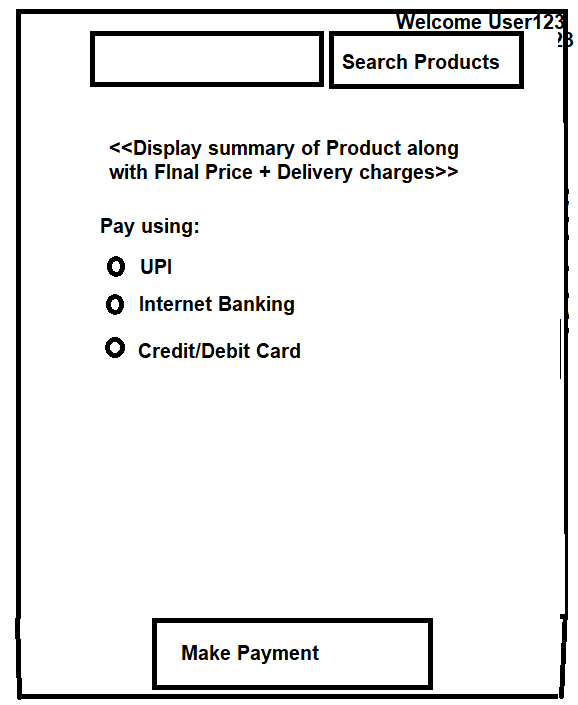 Welcome User123
Search Products
<<Display summary of Product along
with FInal Price + Delivery charges>>
Pay using:
UPI
Internet Banking
Credit/Debit Card
Make Payment